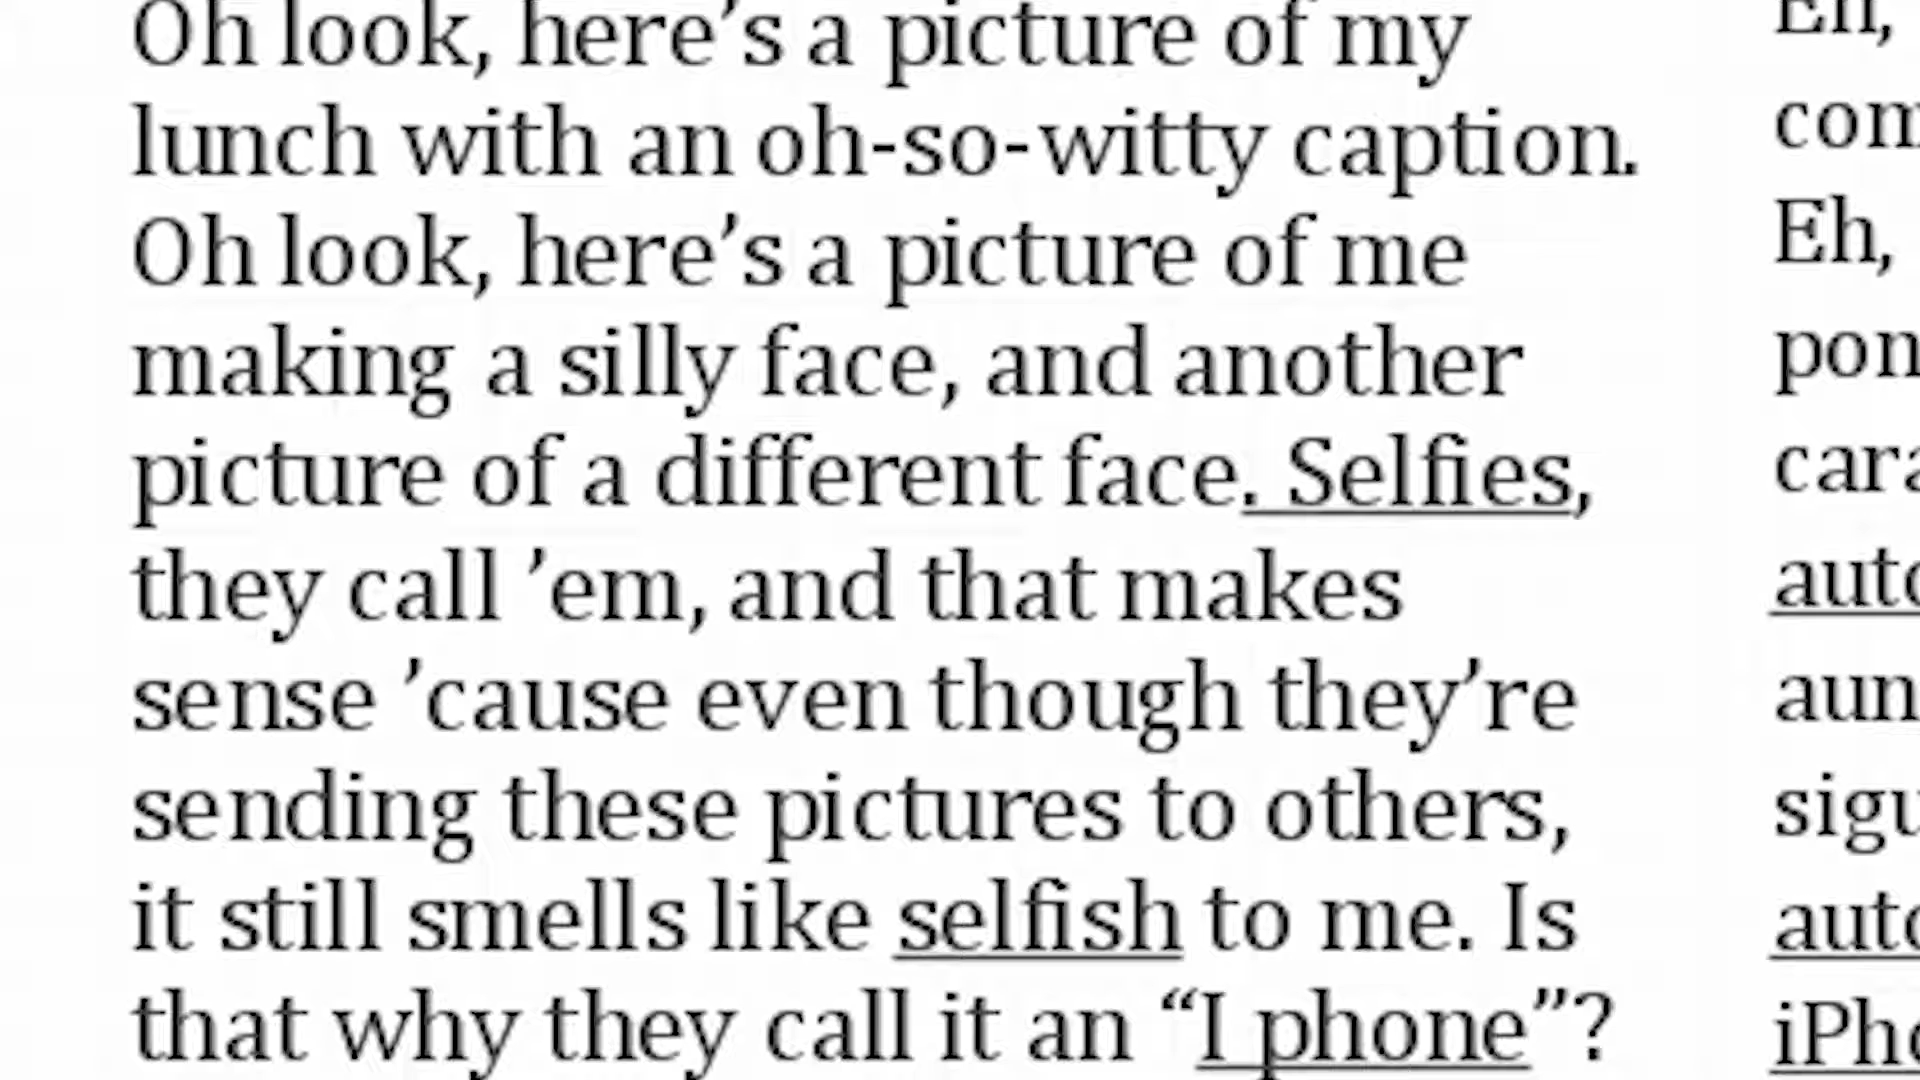 Oh look, here’s a picture of my
lunch with an oh-so-witty caption.
Oh look, here’s a picture of me
making a silly face, and another
picture of a different face. Selfies,
they call ’em, and that makes
sense ’cause even though they’re
sending these pictures to others,
it still smells like selfish to me. Is
that why they call it an “I phone”?
Eh,
com
Eh,
pon
cara
auto
aun
sigu
auto
iPho